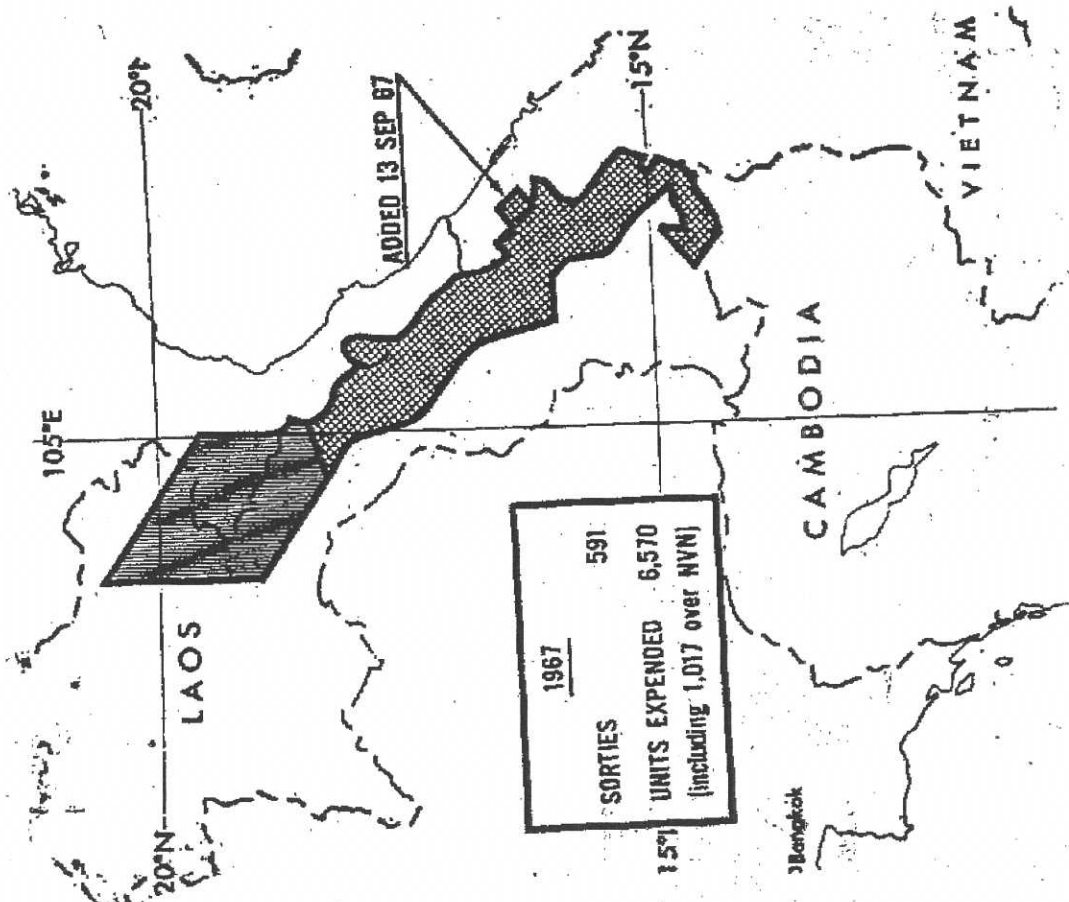 105°E
20°N
20°
LAOS
ADDED 13 SEP 67
1967
SORTIES 591
UNITS EXPENDED 6,570
(including 1,017 over NVN)
15°
15°N
Bangkok
CAMBODIA
VIETNAM